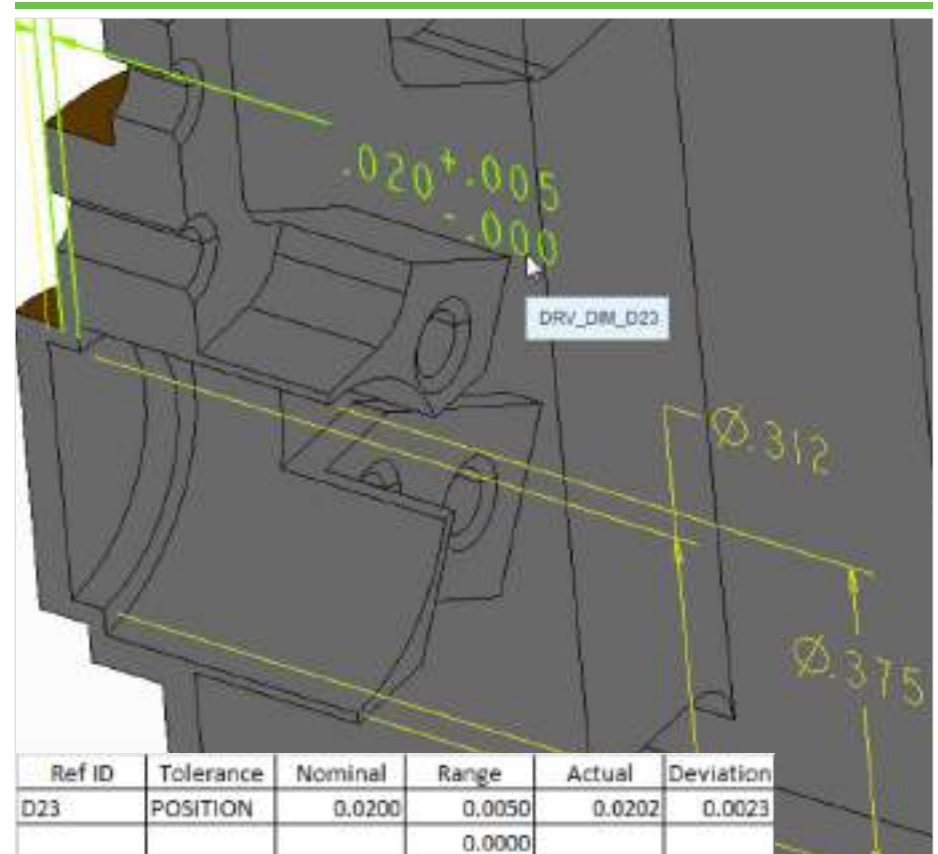 .020 +.005
-.000
DRV_DIM_D23
Ø.312
Ø.375
Ref ID Tolerance Nominal Range Actual Deviation
D23 POSITION 0.0200 0.0050 0.0202 0.0023
0.0000